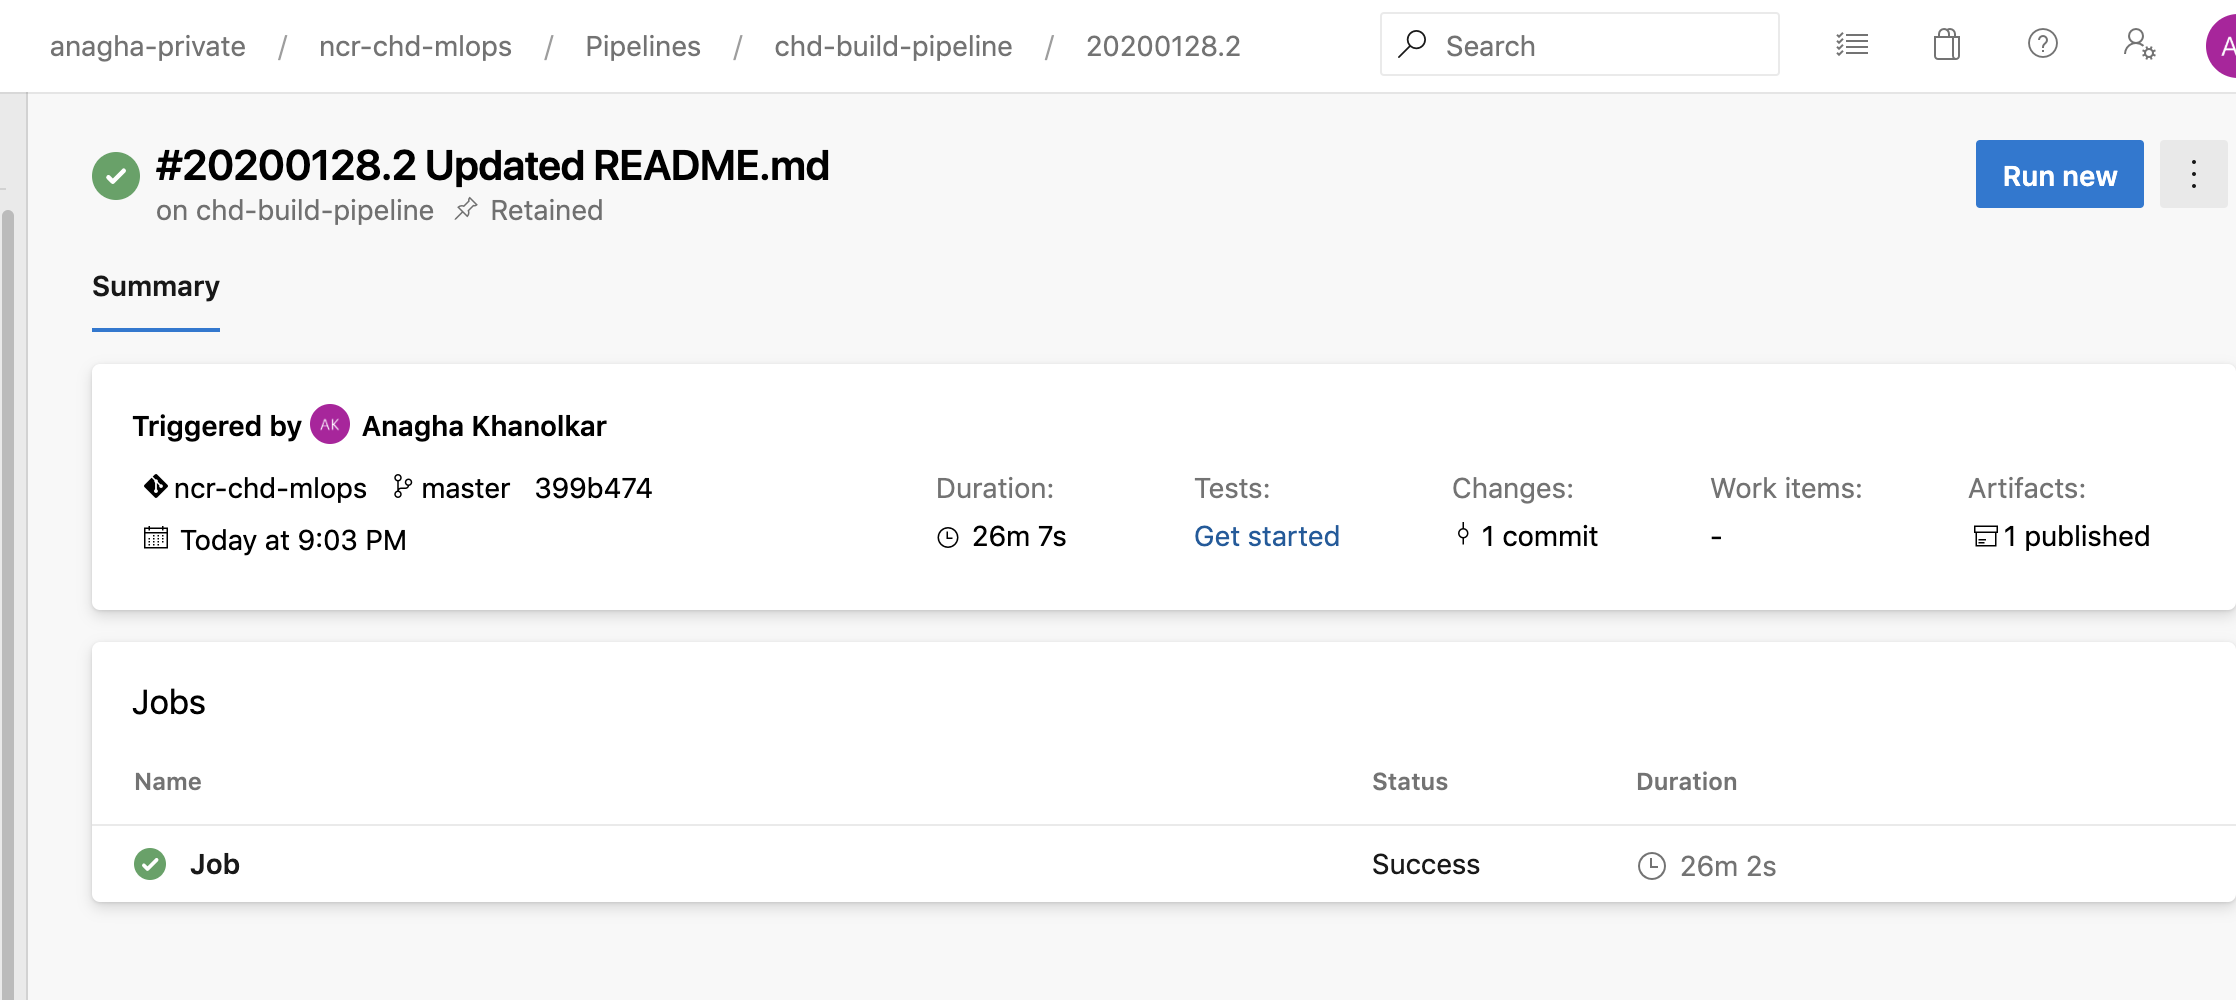 anagha-private / ncr-chd-mlops / Pipelines / chd-build-pipeline / 20200128.2 Search A
#20200128.2 Updated README.md
on chd-build-pipeline Retained
Run new
Summary
Triggered by AK Anagha Khanolkar
ncr-chd-mlops master 399b474
Today at 9:03 PM
Duration: Tests: Changes: Work items: Artifacts:
26m 7s Get started 1 commit - 1 published
Jobs
Name Status Duration
Job Success 26m 2s